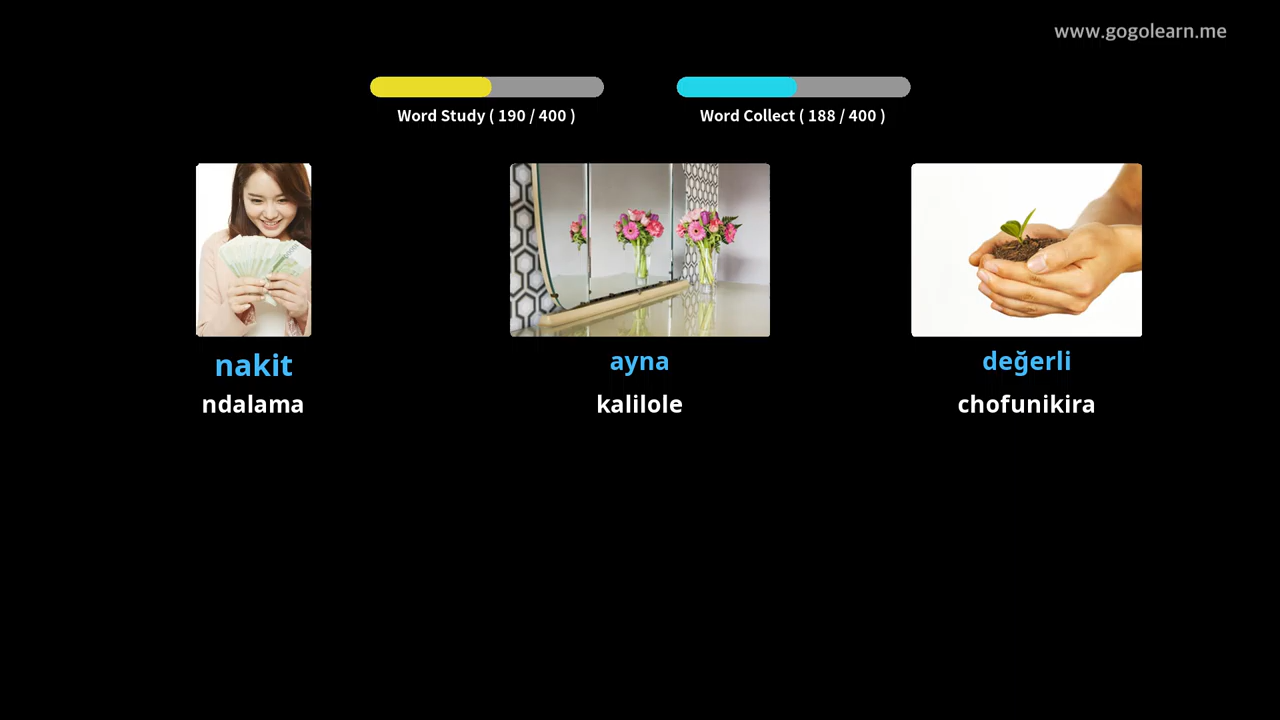 www.gogolearn.me
Word Study ( 190 / 400 )
Word Collect ( 188 / 400 )
nakit
ayna
değerli
ndalama
kalilole
chofunikira